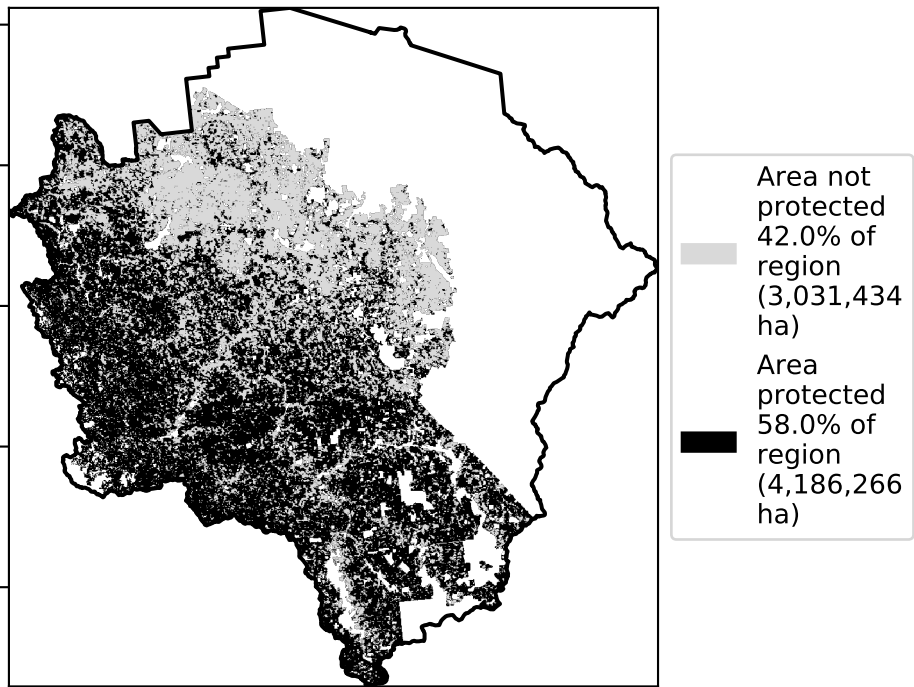 Area not
protected
42.0% of
region
(3,031,434
ha)
Area
protected
58.0% of
region
(4,186,266
ha)